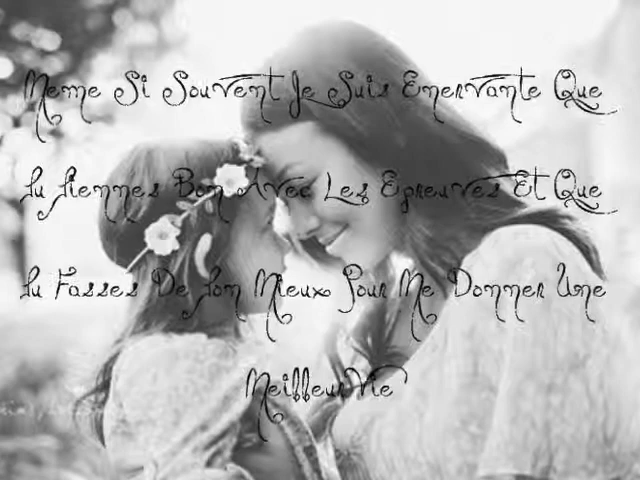 Meme Si Souvent Je Suis Enervante Que
Tu Tiennes Bon Avec Les Epreuves Et Que
Tu Fasses De Ton Mieux Pour Me Donner Une
Meilleur Vie